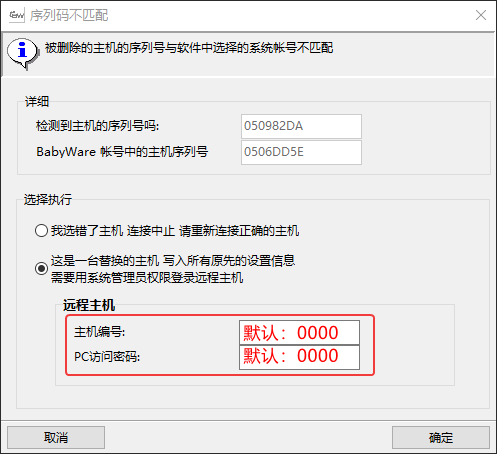 序列码不匹配
被删除的主机的序列号与软件中选择的系统帐号不匹配
详细
检测到主机的序列号吗:
050982DA
BabyWare 帐号中的主机序列号
0506DD5E
选择执行
我选错了主机 连接中止 请重新连接正确的主机
这是一台替换的主机 写入所有原先的设置信息
需要用系统管理员权限登录远程主机
远程主机
主机编号:
默认：0000
PC访问密码:
默认：0000
取消
确定